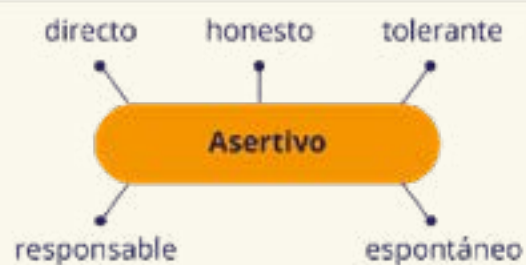 directo honesto tolerante
Asertivo
responsable espontáneo